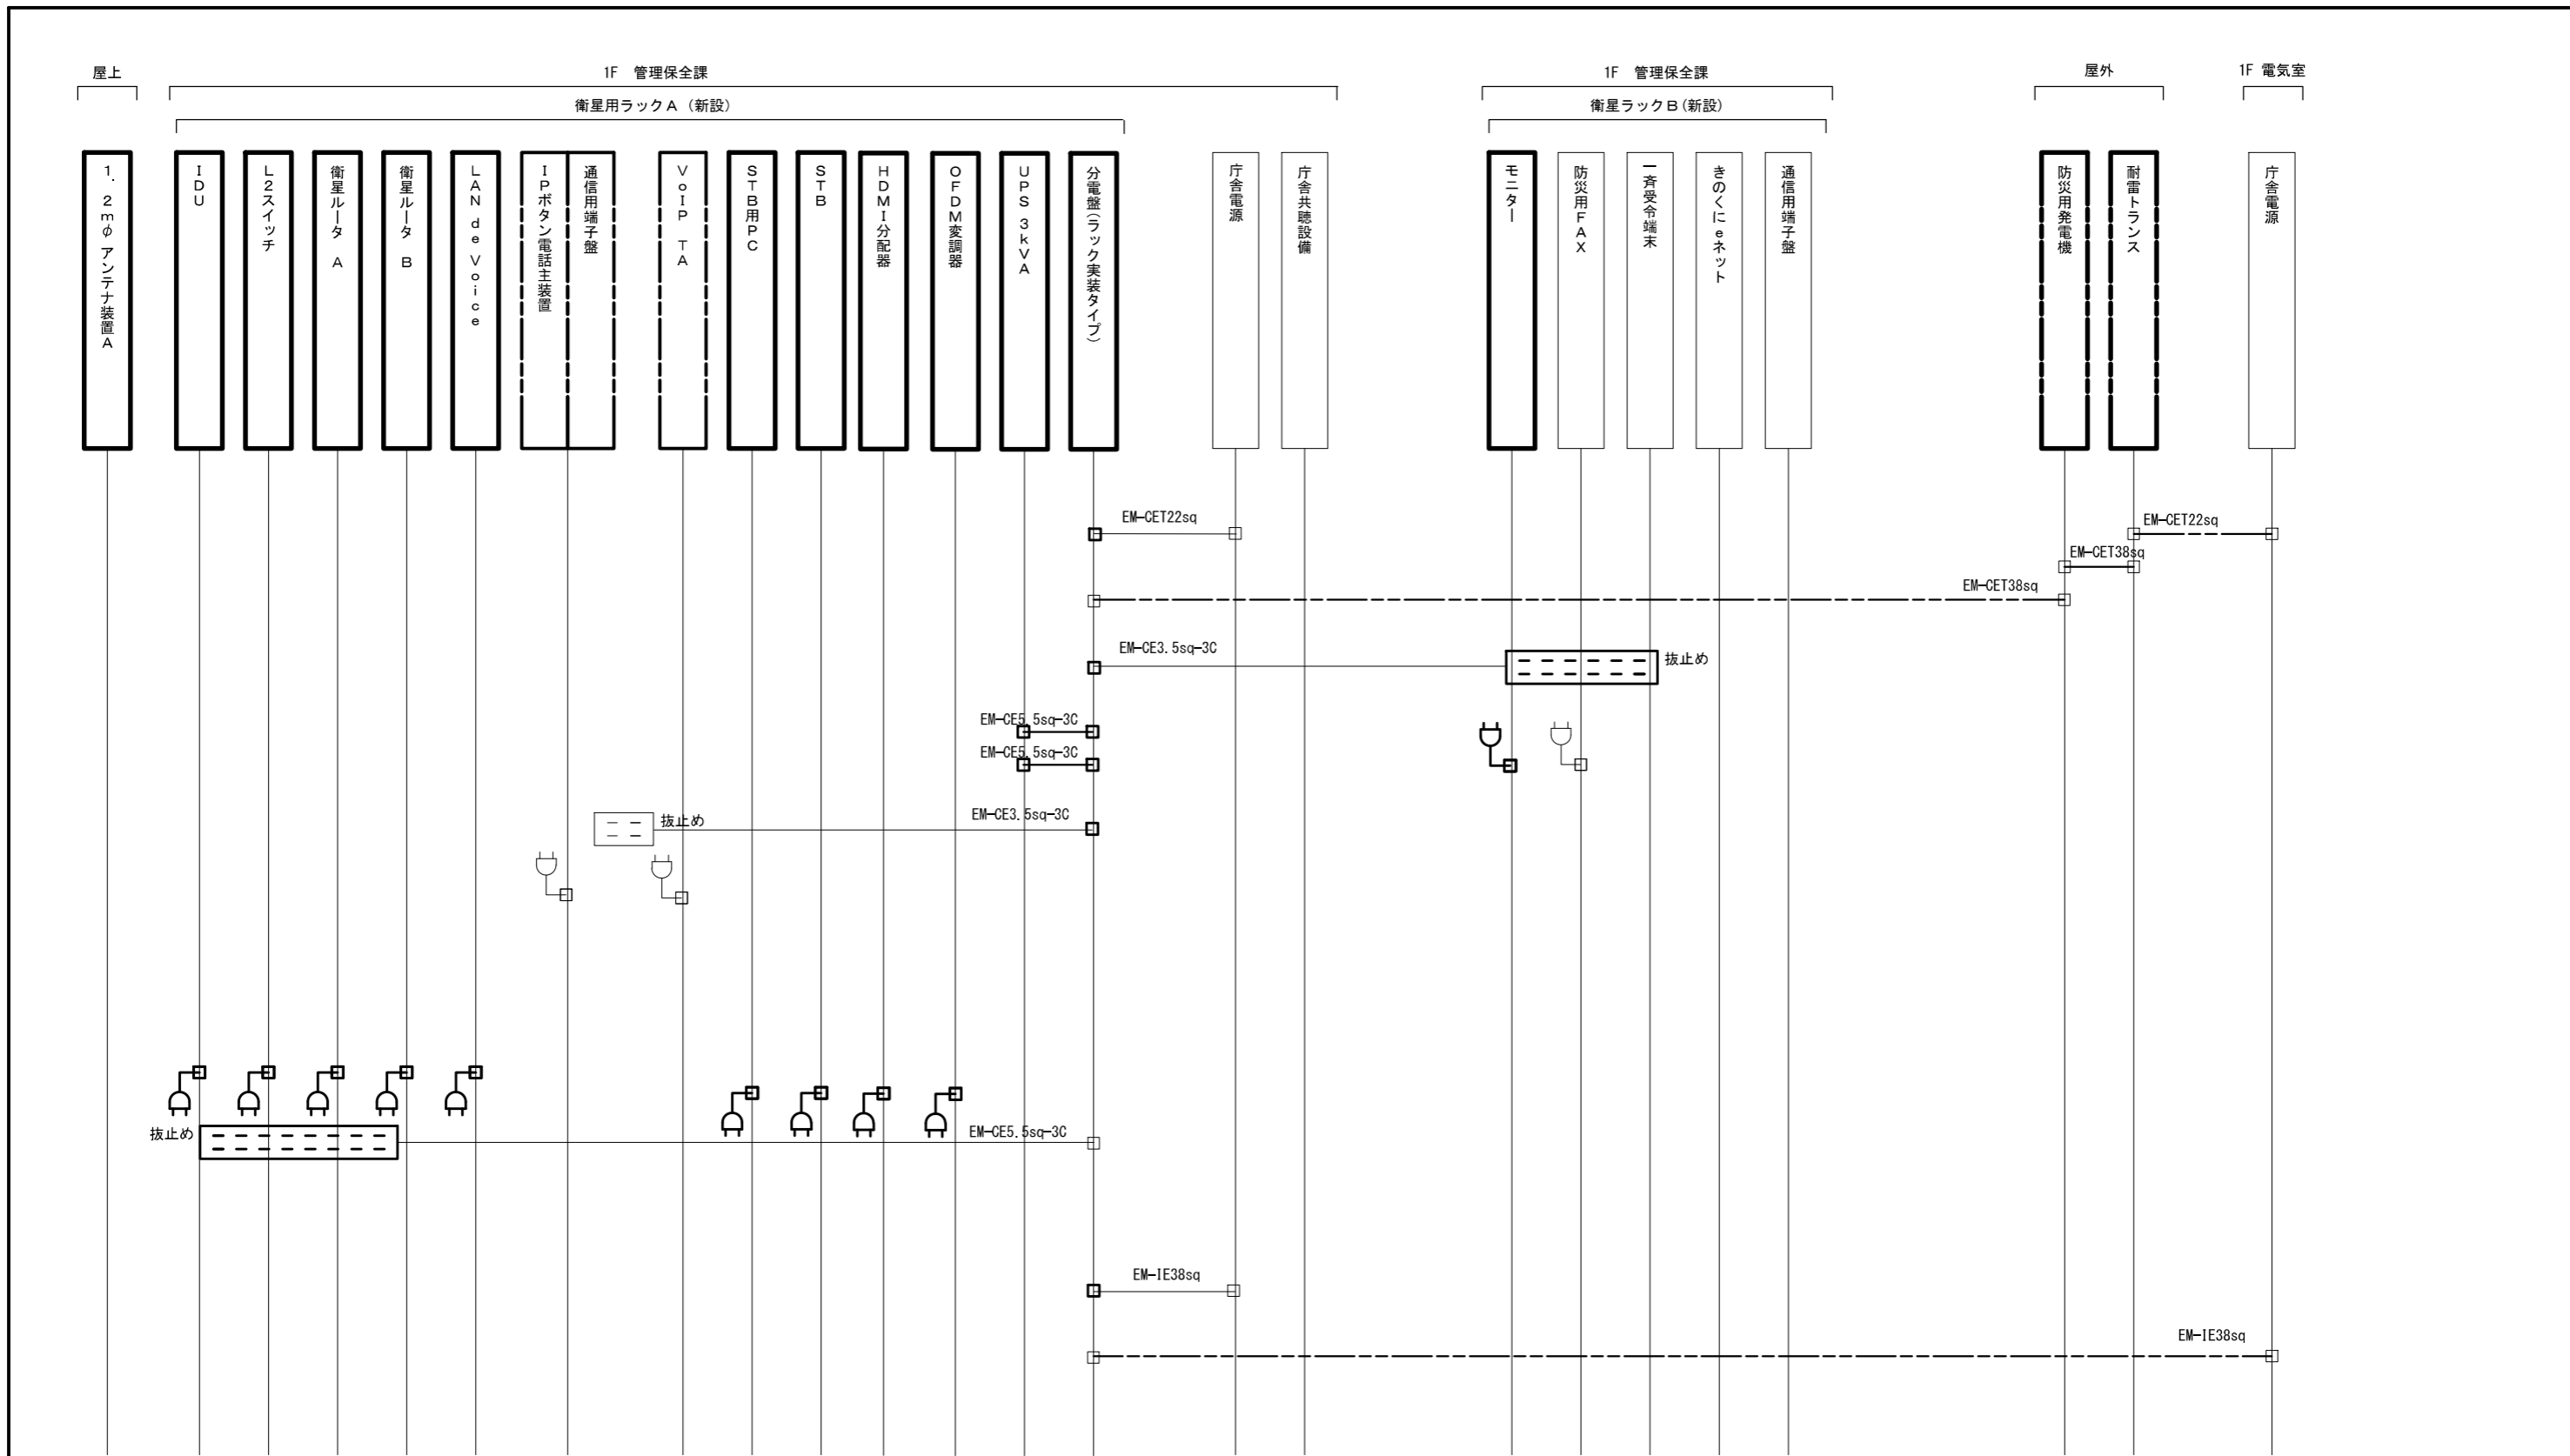 屋上
1F 管理保全課
1F 管理保全課
屋外
1F 電気室
衛星用ラックA（新設）
衛星ラックB(新設)
1．2mφ アンテナ装置A
IDU
L2スイッチ
衛星ルータ A
衛星ルータ B
LAN de Voice
IPボタン電話主装置
通信用端子盤
VoIP TA
STB用PC
STB
HDMI分配器
OFDM変調器
UPS 3kVA
分電盤(ラック実装タイプ)
庁舎電源
庁舎共聴設備
モニター
防災用FAX
一斉受令端末
きのくにeネット
通信用端子盤
防災用発電機
耐雷トランス
庁舎電源
EM-CET22sq
EM-CET22sq
EM-CET38sq
EM-CET38sq
EM-CE3.5sq-3C
抜止め
EM-CE5.5sq-3C
EM-CE5.5sq-3C
抜止め
EM-CE3.5sq-3C
抜止め
EM-CE5.5sq-3C
EM-IE38sq
EM-IE38sq